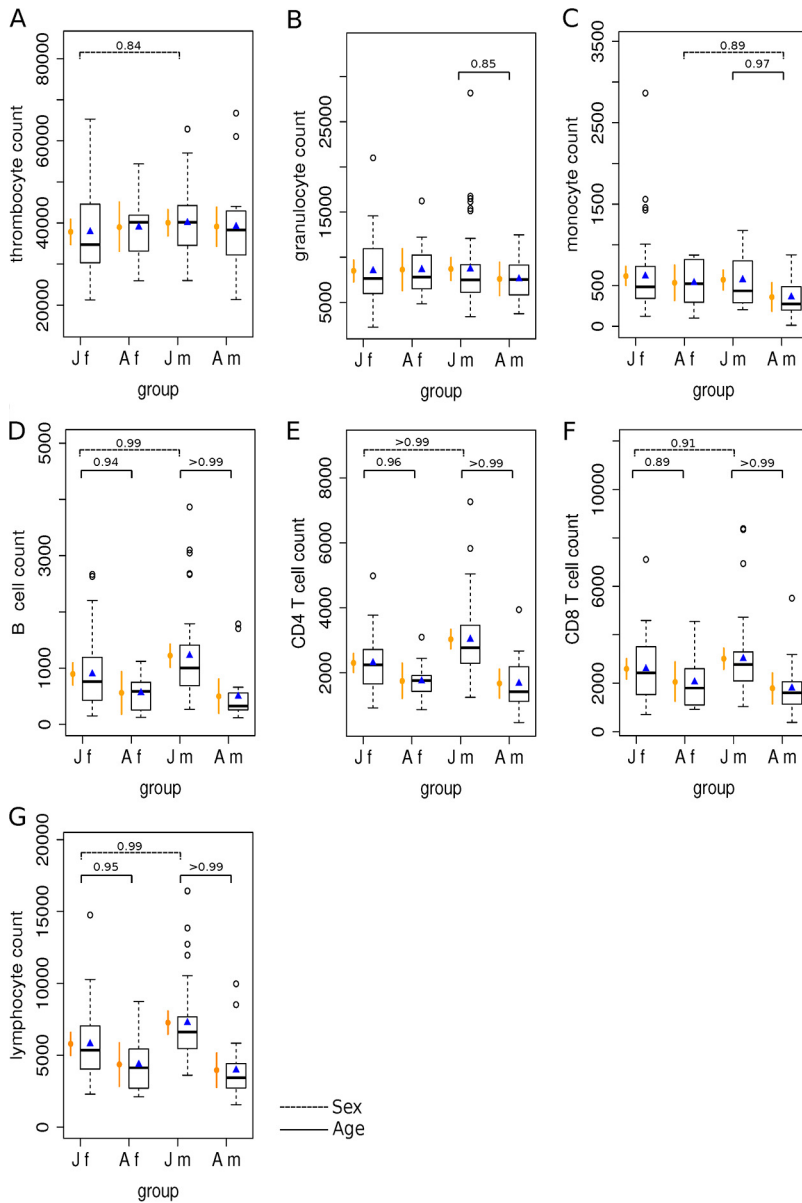 A
thrombocyte count
80000
60000
40000
20000
0.84
J f A f J m A m
group
B
granulocyte count
25000
15000
5000
0.85
J f A f J m A m
group
C
monocyte count
3500
2500
1500
500
0
0.89
0.97
J f A f J m A m
group
D
B cell count
5000
3000
1000
0
0.99
0.94
>0.99
J f A f J m A m
group
E
CD4 T cell count
8000
6000
4000
2000
>0.99
0.96
>0.99
J f A f J m A m
group
F
CD8 T cell count
10000
6000
2000
0
0.91
0.89
>0.99
J f A f J m A m
group
G
lymphocyte count
20000
15000
10000
5000
0
0.99
0.95
>0.99
J f A f J m A m
group
Sex
Age